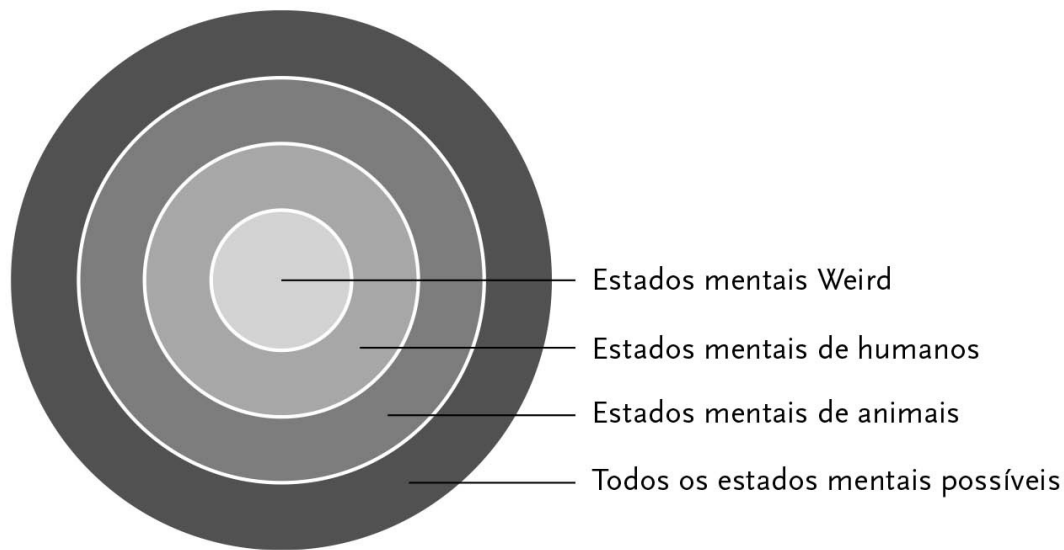 Estados mentais Weird
Estados mentais de humanos
Estados mentais de animais
Todos os estados mentais possíveis